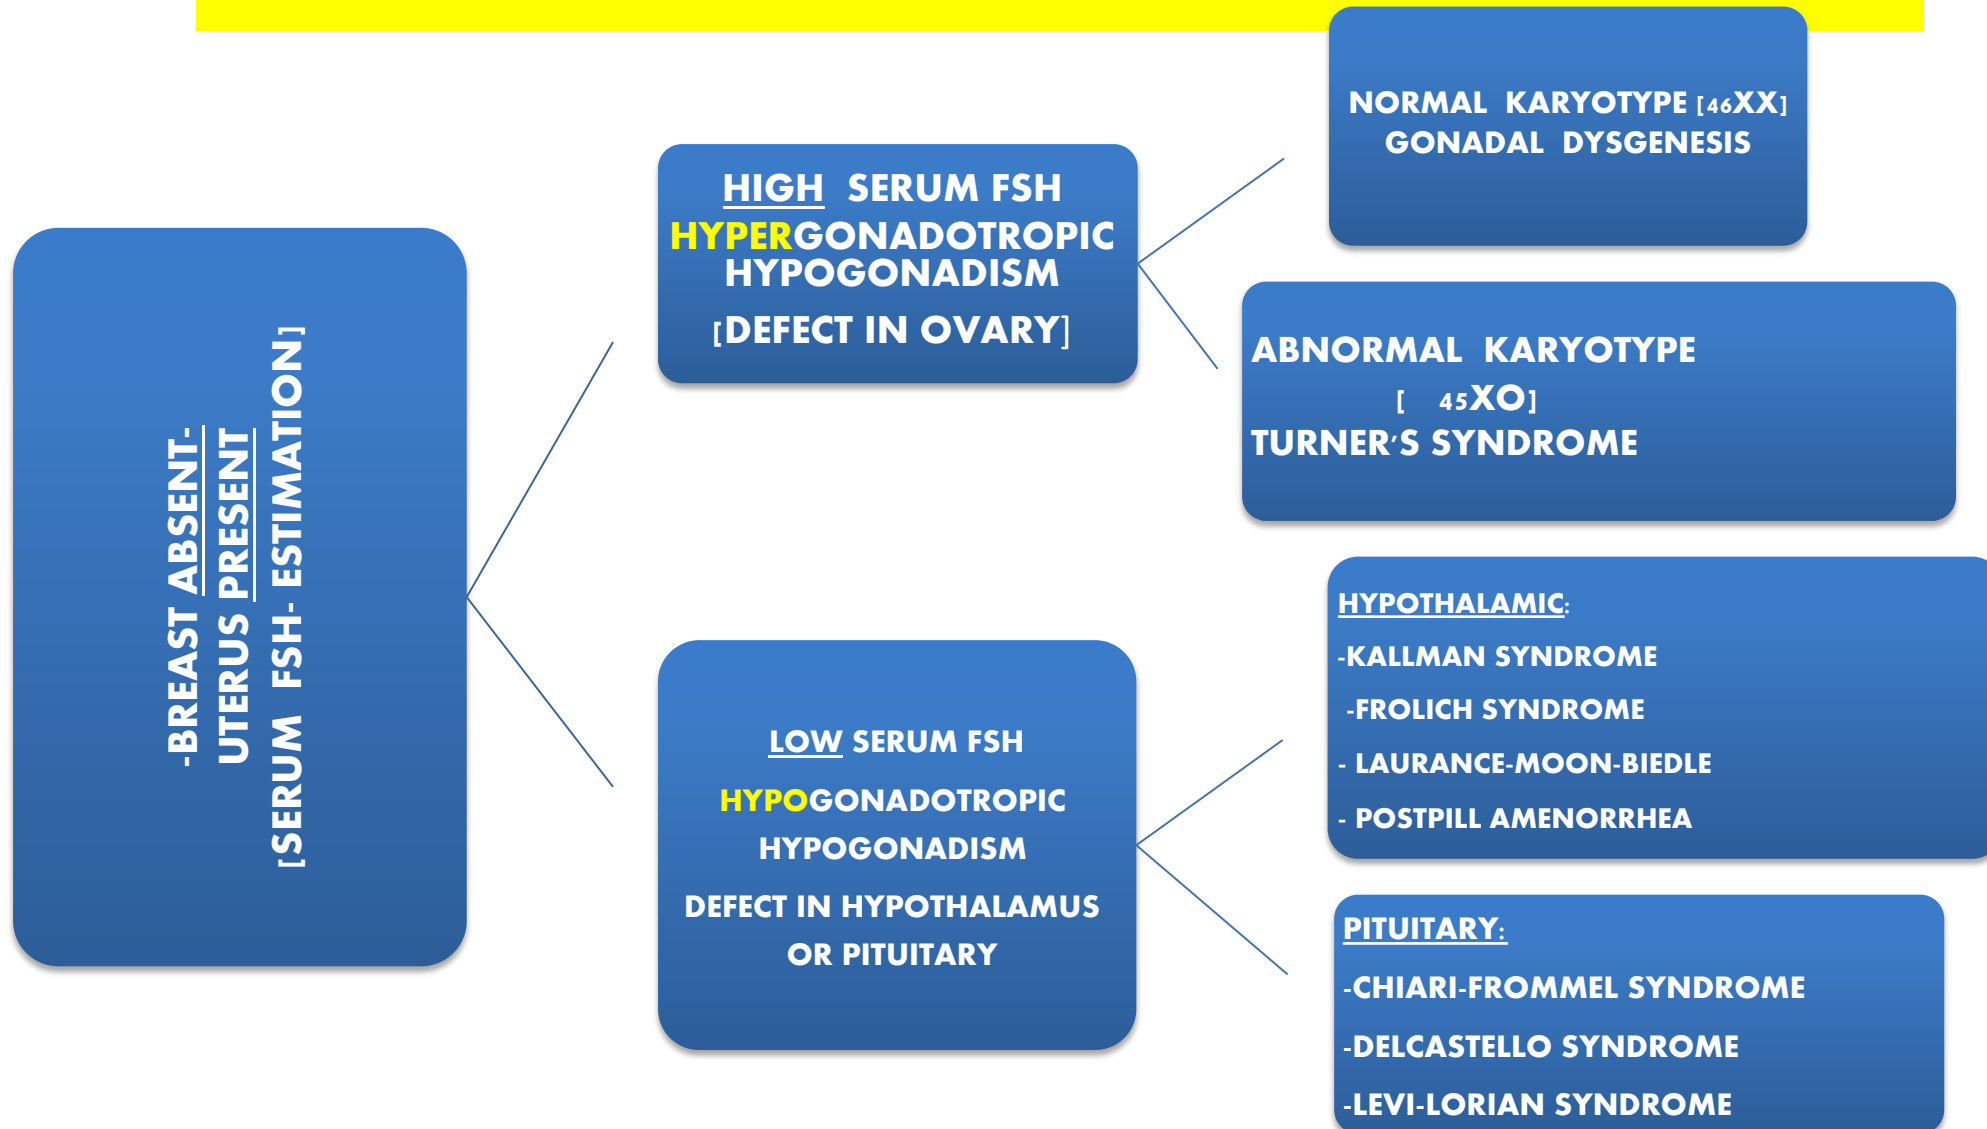 -BREAST ABSENT-
UTERUS PRESENT
[SERUM FSH- ESTIMATION]
HIGH SERUM FSH
HYPERGONADOTROPIC
HYPOGONADISM
[DEFECT IN OVARY]
NORMAL KARYOTYPE [46XX]
GONADAL DYSGENESIS
ABNORMAL KARYOTYPE
[ 45XO]
TURNER'S SYNDROME
LOW SERUM FSH
HYPOGONADOTROPIC
HYPOGONADISM
DEFECT IN HYPOTHALAMUS
OR PITUITARY
HYPOTHALAMIC:
-KALLMAN SYNDROME
-FROLICH SYNDROME
- LAURANCE-MOON-BIEDLE
- POSTPILL AMENORRHEA
PITUITARY:
-CHIARI-FROMMEL SYNDROME
-DELCASTELLO SYNDROME
-LEVI-LORIAN SYNDROME